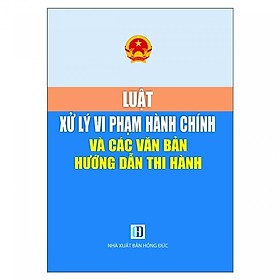 LUẬT
XỬ LÝ VI PHẠM HÀNH CHÍNH
VÀ CÁC VĂN BẢN
HƯỚNG DẪN THI HÀNH
NHÀ XUẤT BẢN HỒNG ĐỨC